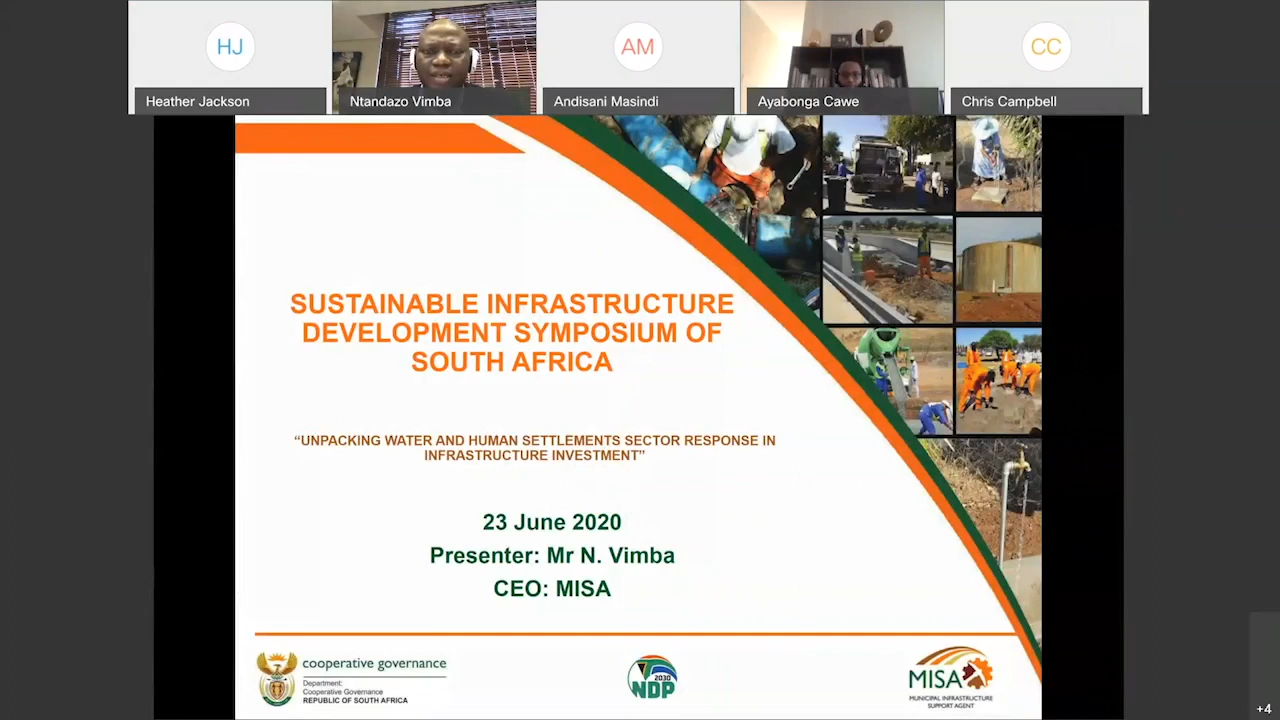 HJ
Heather Jackson
Ntandazo Vimba
AM
Andisani Masindi
Ayabonga Cawe
CC
Chris Campbell
SUSTAINABLE INFRASTRUCTURE
DEVELOPMENT SYMPOSIUM OF
SOUTH AFRICA
“UNPACKING WATER AND HUMAN SETTLEMENTS SECTOR RESPONSE IN
INFRASTRUCTURE INVESTMENT”
23 June 2020
Presenter: Mr N. Vimba
CEO: MISA
cooperative governance
Department:
Cooperative Governance
REPUBLIC OF SOUTH AFRICA
2030
NDP
MISA
MUNICIPAL INFRASTRUCTURE
SUPPORT AGENT
+4